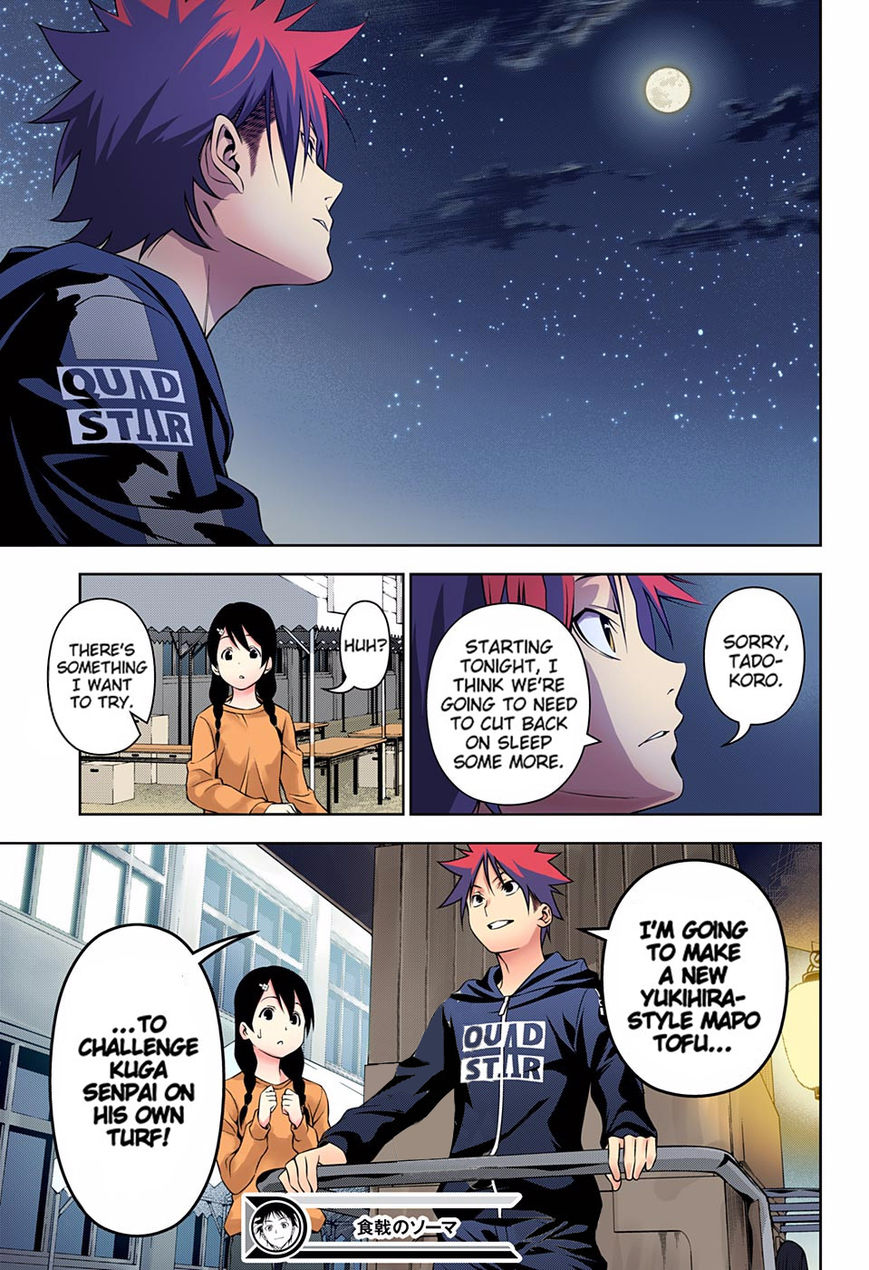 QUAD
STAR
SORRY,
TADO-
KORO.
STARTING
TONIGHT, I
THINK WE'RE
GOING TO NEED
TO CUT BACK
ON SLEEP
SOME MORE.
HUH?
THERE'S
SOMETHING
I WANT
TO TRY.
I'M GOING
TO MAKE
A NEW
YUKIHIRA-
STYLE MAPO
TOFU...
QUAD
STAR
...TO
CHALLENGE
KUGA
SENPAI ON
HIS OWN
TURF!
食戟のソーマ